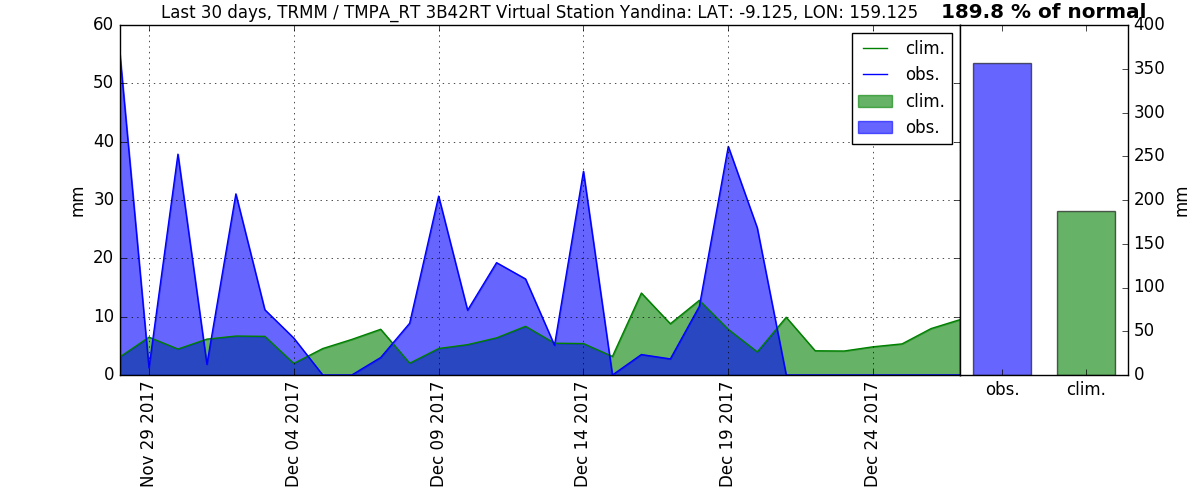 Last 30 days, TRMM / TMPA_RT 3B42RT Virtual Station Yandina: LAT: -9.125, LON: 159.125
189.8 % of normal
60
50
40
30
20
10
0
mm
clim.
obs.
clim.
obs.
400
350
300
250
200
150
100
50
0
mm
Nov 29 2017
Dec 04 2017
Dec 09 2017
Dec 14 2017
Dec 19 2017
Dec 24 2017
obs.
clim.